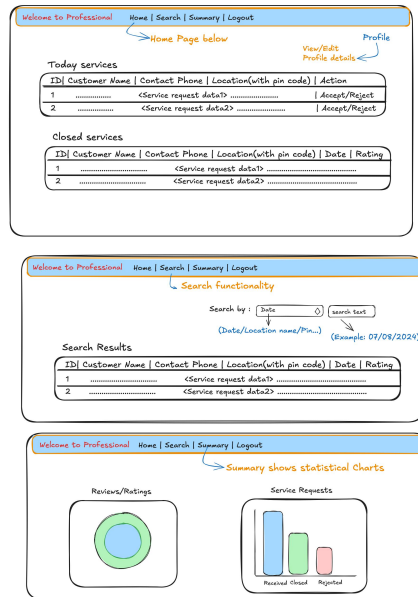 Welcome to Professional Home | Search | Summary | Logout
Home Page below
Profile
View/Edit
Profile details
Today services
ID| Customer Name | Contact Phone | Location(with pin code) | Action
1 .................. <Service request data1> .............................. | Accept/Reject
2 .................. <Service request data2> .............................. | Accept/Reject
Closed services
ID| Customer Name | Contact Phone | Location(with pin code) | Date | Rating
1 .................................. <Service request data1> .............................................
2 .................................. <Service request data2> .............................................
Welcome to Professional Home | Search | Summary | Logout
Search functionality
Search by : Date search text
(Date/Location name/Pin...)
(Example: 07/08/2024)
Search Results
ID| Customer Name | Contact Phone | Location(with pin code) | Date | Rating
1 .................................. <Service request data1> .............................................
2 .................................. <Service request data2> .............................................
Welcome to Professional Home | Search | Summary | Logout
Summary shows statistical Charts
Reviews/Ratings
Service Requests
Received Closed Rejected